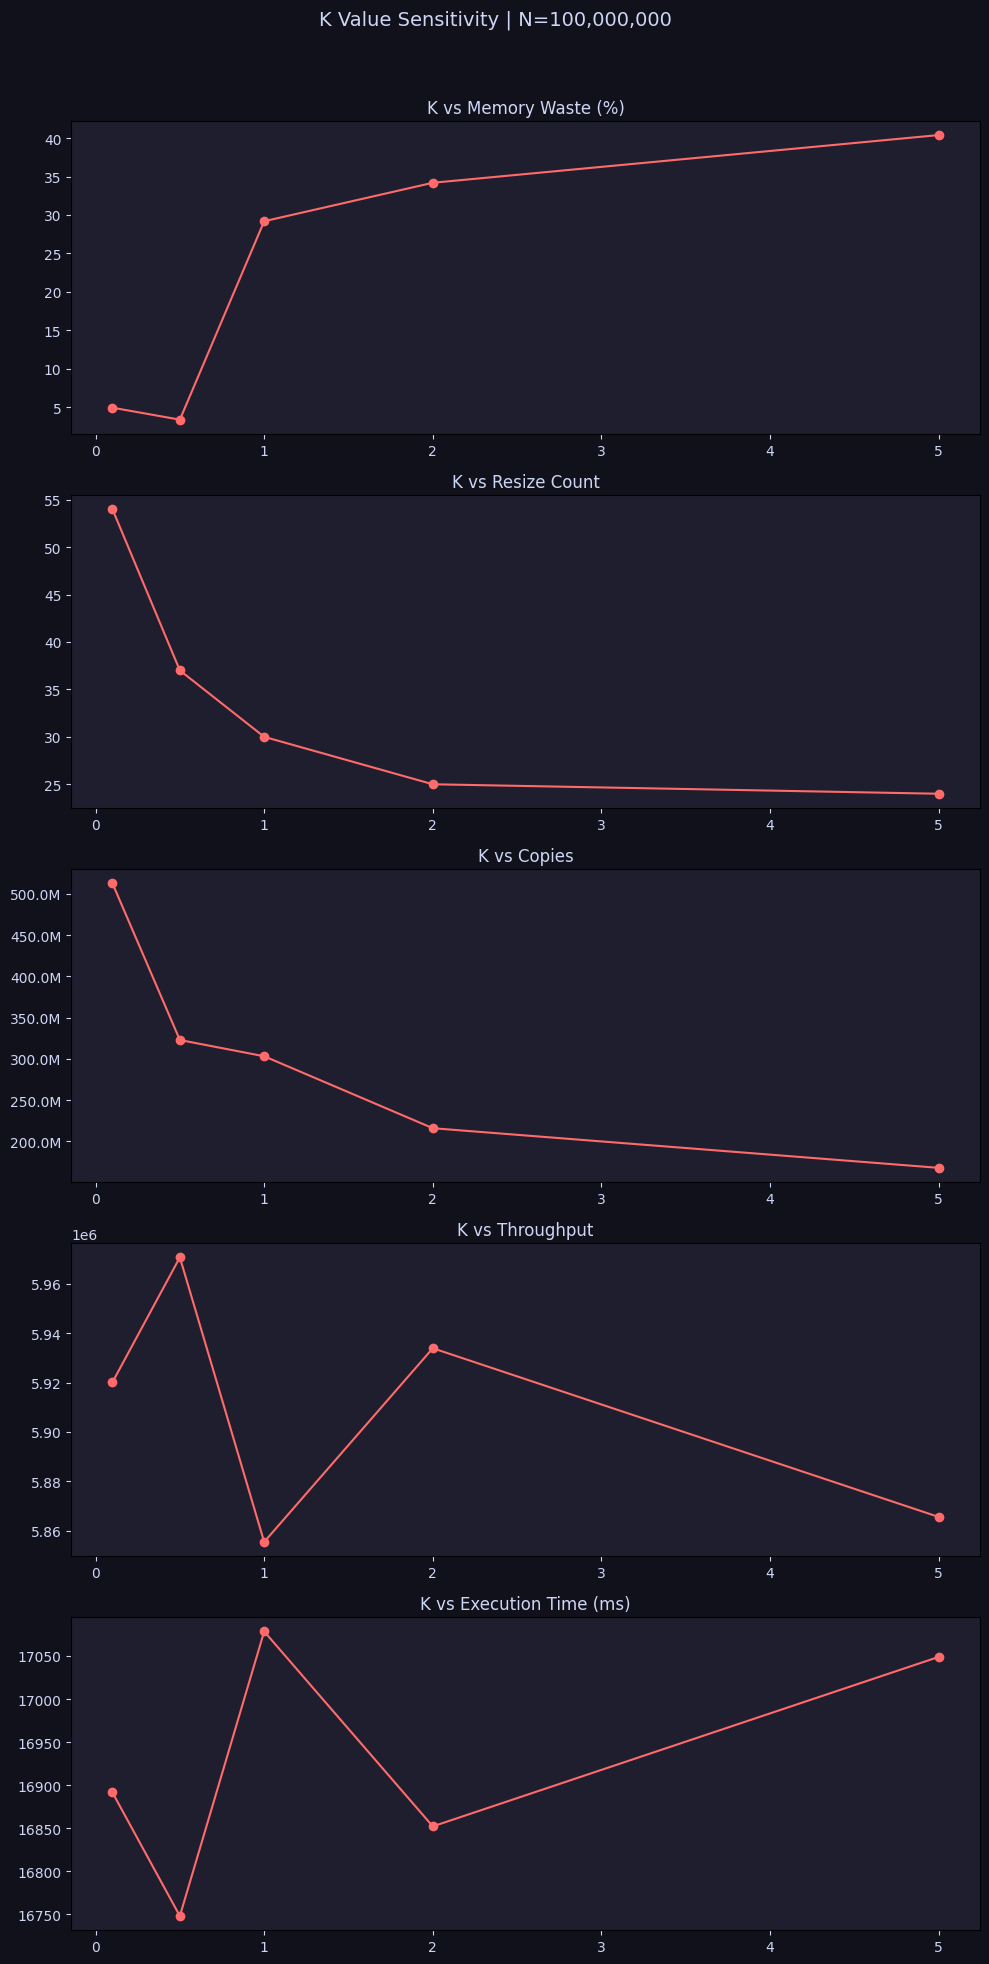 K Value Sensitivity | N=100,000,000
K vs Memory Waste (%)
40
35
30
25
20
15
10
5
0 1 2 3 4 5
K vs Resize Count
55
50
45
40
35
30
25
0 1 2 3 4 5
K vs Copies
500.0M
450.0M
400.0M
350.0M
300.0M
250.0M
200.0M
0 1 2 3 4 5
K vs Throughput
1e6
5.96
5.94
5.92
5.90
5.88
5.86
0 1 2 3 4 5
K vs Execution Time (ms)
17050
17000
16950
16900
16850
16800
16750
0 1 2 3 4 5